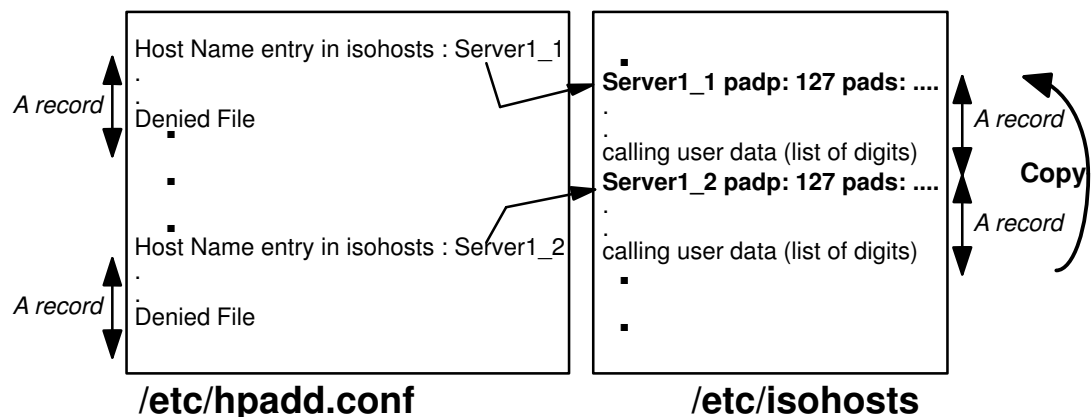 Host Name entry in isohosts : Server1_1
.
.
Denied File
A record
Host Name entry in isohosts : Server1_2
.
.
Denied File
A record
/etc/hpadd.conf
Server1_1 padp: 127 pads: ....
.
.
calling user data (list of digits)
Server1_2 padp: 127 pads: ....
.
.
calling user data (list of digits)
A record
Copy
A record
/etc/isohosts